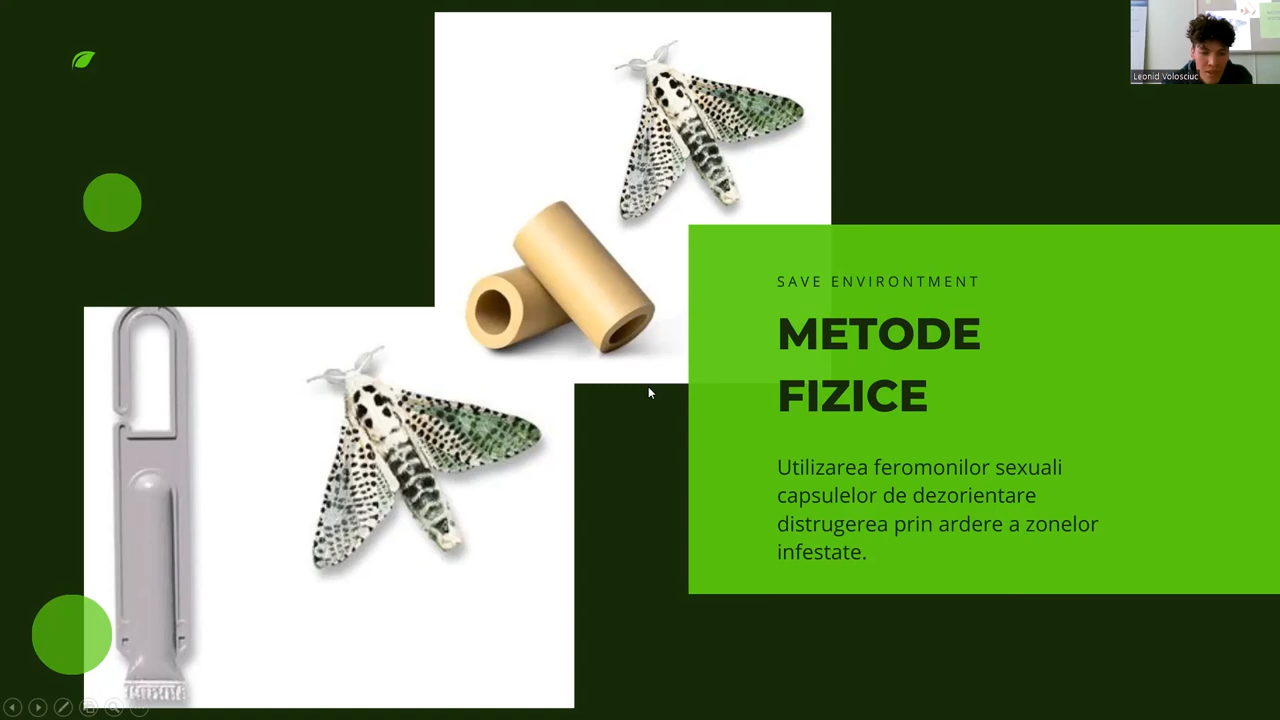 Leonid Volosciuc
SAVE ENVIRONTMENT
METODE
FIZICE
Utilizarea feromonilor sexuali
capsulelor de dezorientare
distrugerea prin ardere a zonelor
infestate.